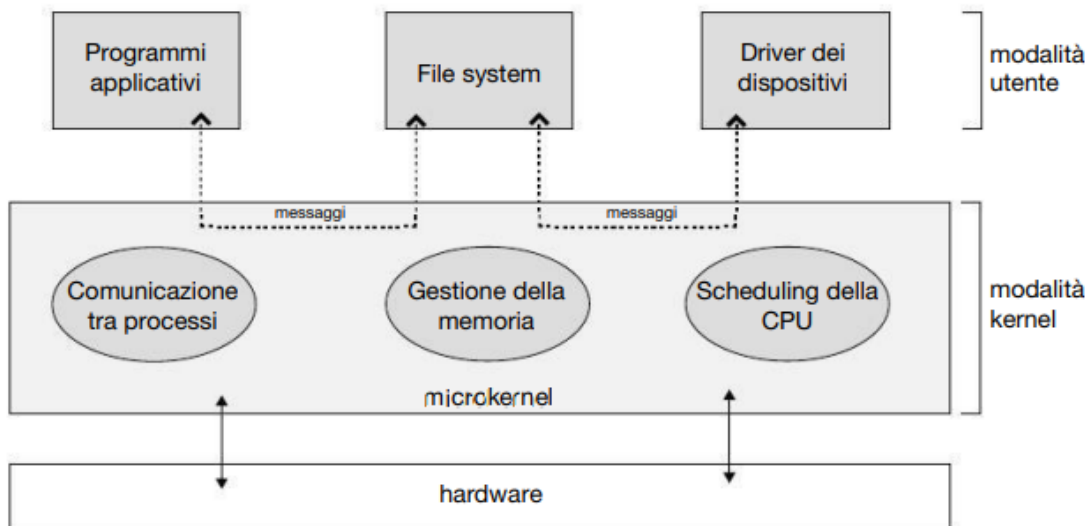 Programmi
applicativi
File system
Driver dei
dispositivi
modalità
utente
messaggi
messaggi
Comunicazione
tra processi
Gestione della
memoria
Scheduling della
CPU
modalità
kernel
microkernel
hardware